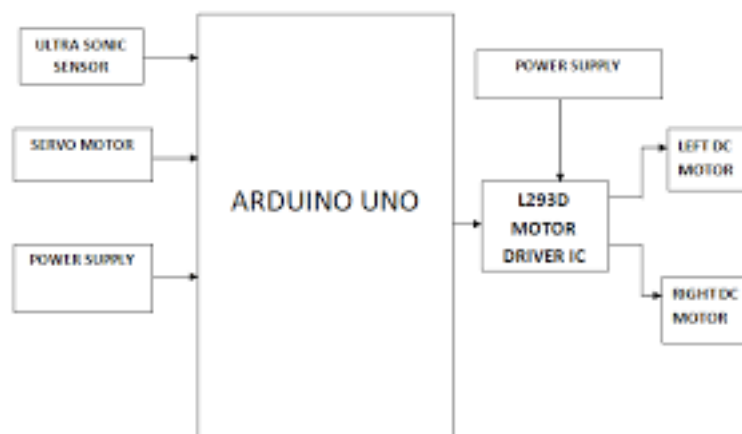 ULTRA SONIC
SENSOR
SERVO MOTOR
POWER SUPPLY
ARDUINO UNO
POWER SUPPLY
L293D
MOTOR
DRIVER IC
LEFT DC
MOTOR
RIGHT DC
MOTOR